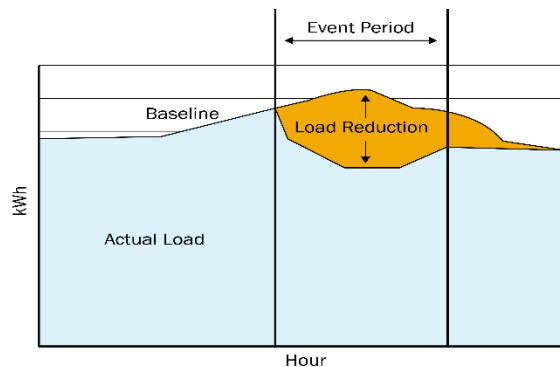 Event Period
Baseline
Load Reduction
kWh
Actual Load
Hour